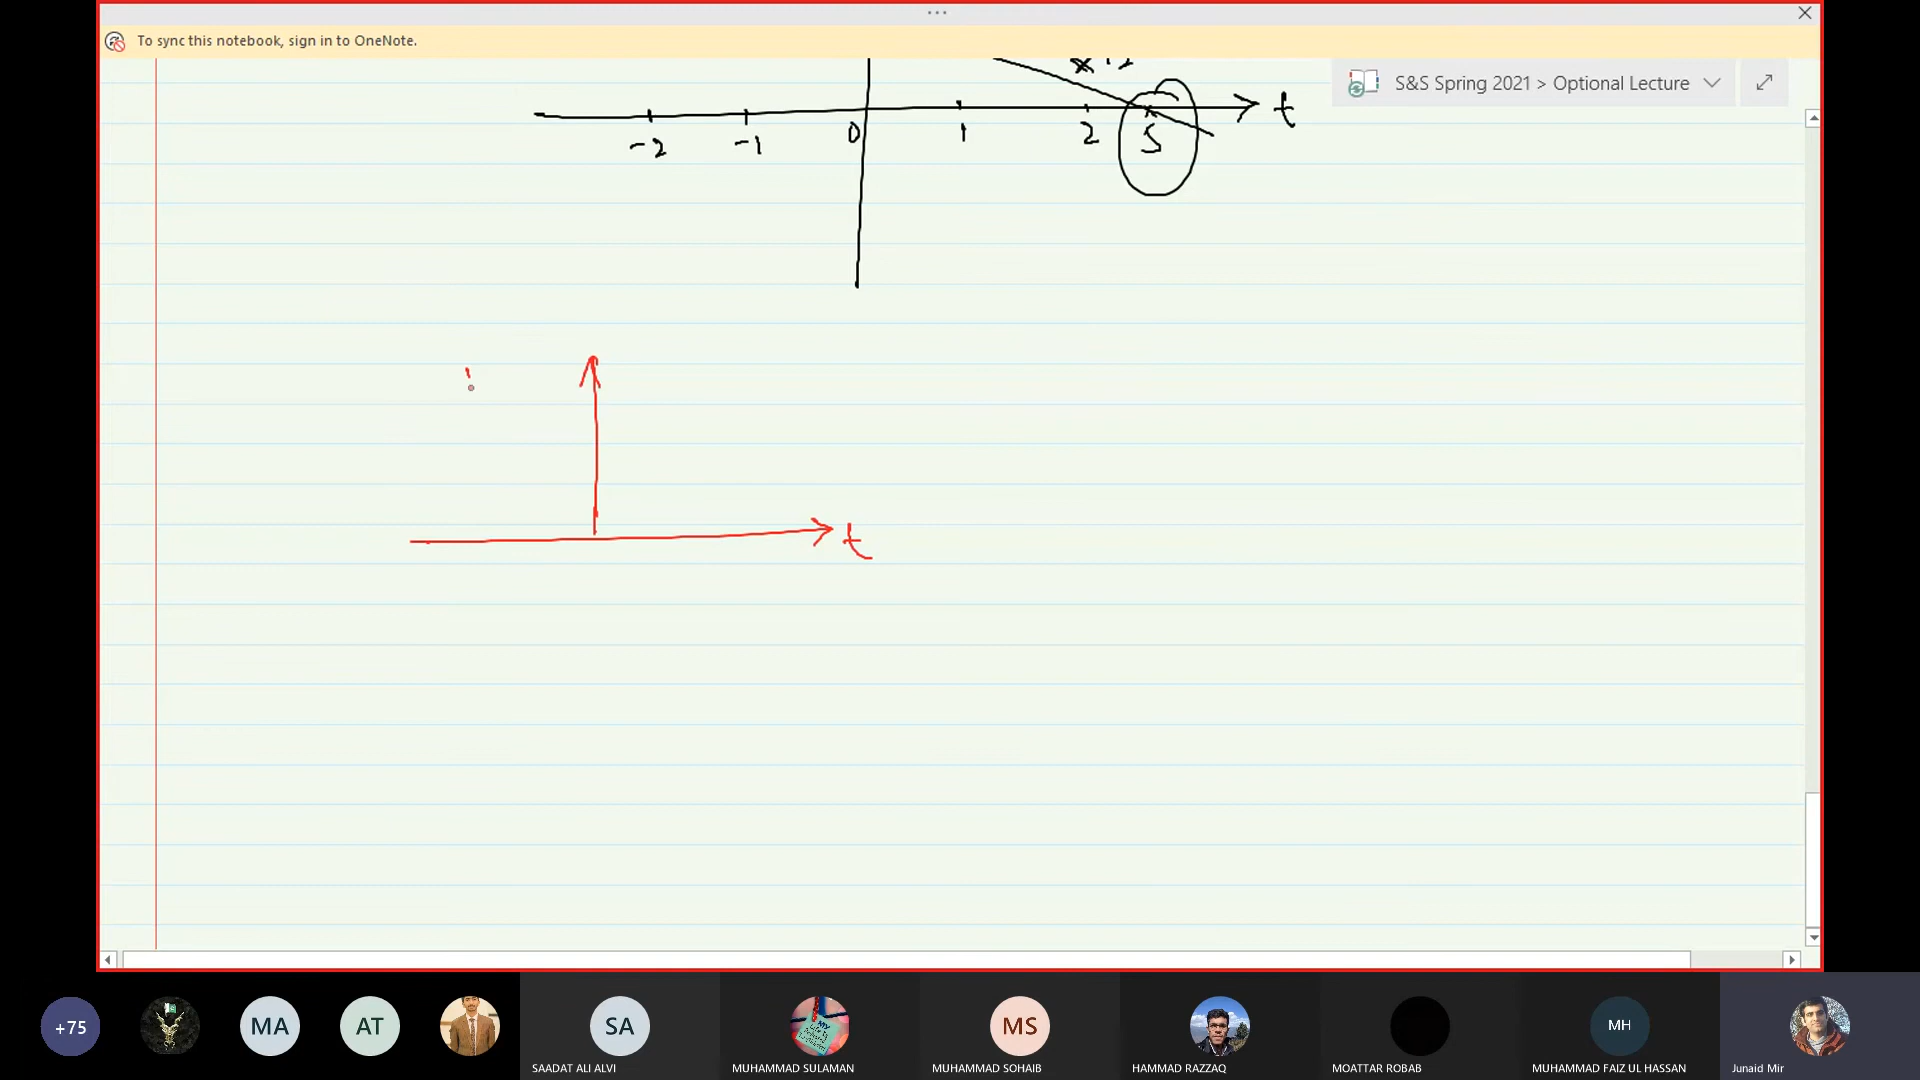 To sync this notebook, sign in to OneNote.
S&S Spring 2021 > Optional Lecture
t
-2 -1 0 1 2 5
t
+75 MA AT SA MS MH
SAADAT ALI ALVI MUHAMMAD SULAMAN MUHAMMAD SOHAIB HAMMAD RAZZAQ MOATTAR ROBAB MUHAMMAD FAIZ UL HASSAN Junaid Mir